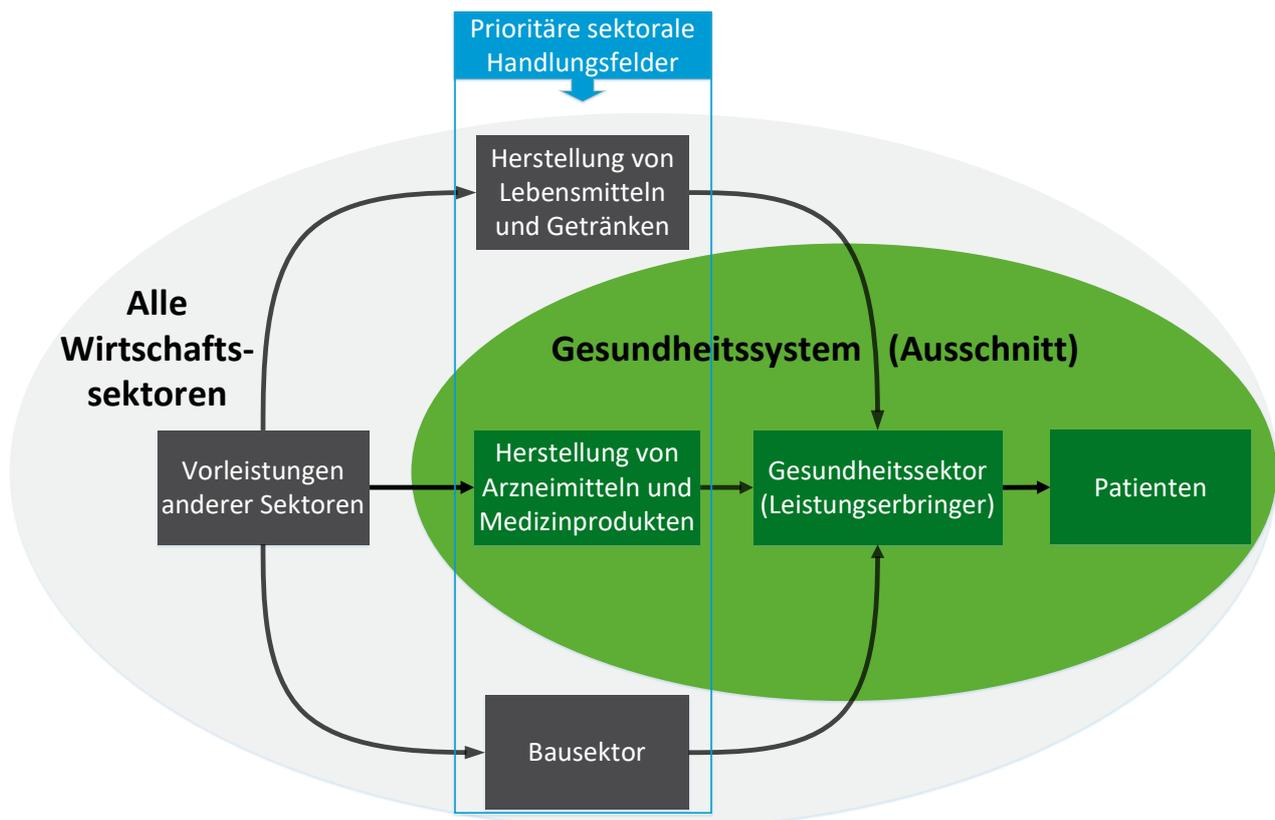 Prioritäre sektorale
Handlungsfelder
Herstellung von
Lebensmitteln
und Getränken
Alle
Wirtschafts-
sektoren
Gesundheitssystem (Ausschnitt)
Vorleistungen
anderer Sektoren
Herstellung von
Arzneimitteln und
Medizinprodukten
Gesundheitssektor
(Leistungserbringer)
Patienten
Bausektor